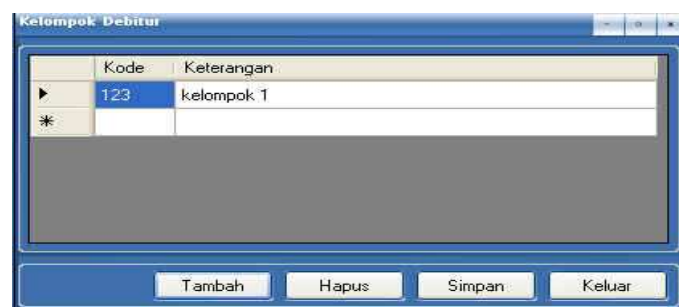 Kelompok Debitur
Kode Keterangan
123 kelompok 1
Tambah Hapus Simpan Keluar